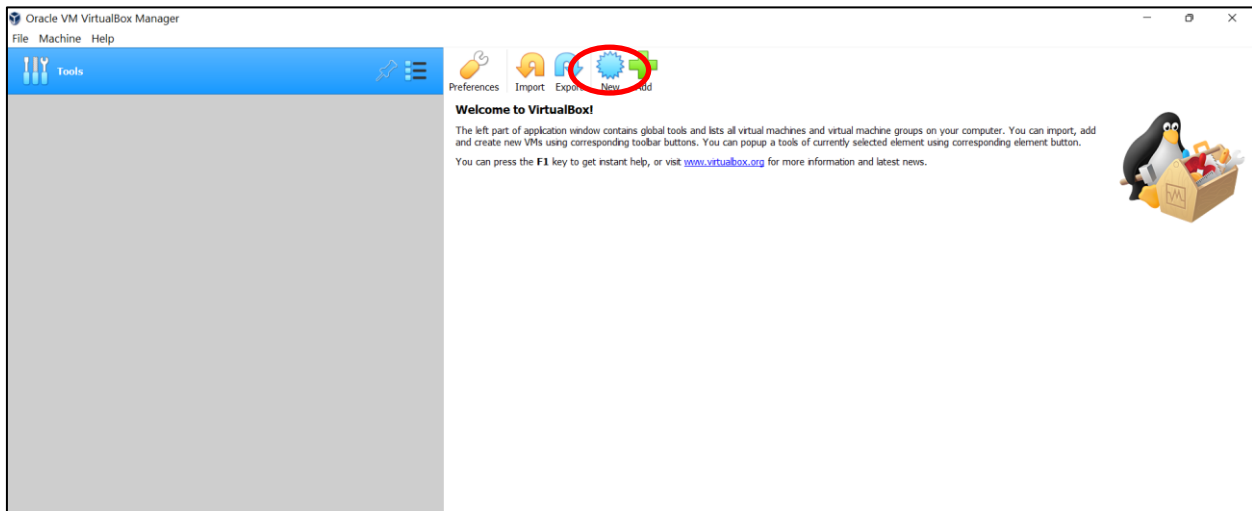 Oracle VM VirtualBox Manager
File Machine Help
Tools
Preferences Import Export New Add
Welcome to VirtualBox!
The left part of application window contains global tools and lists all virtual machines and virtual machine groups on your computer. You can import, add
and create new VMs using corresponding toolbar buttons. You can popup a tools of currently selected element using corresponding element button.
You can press the F1 key to get instant help, or visit www.virtualbox.org for more information and latest news.